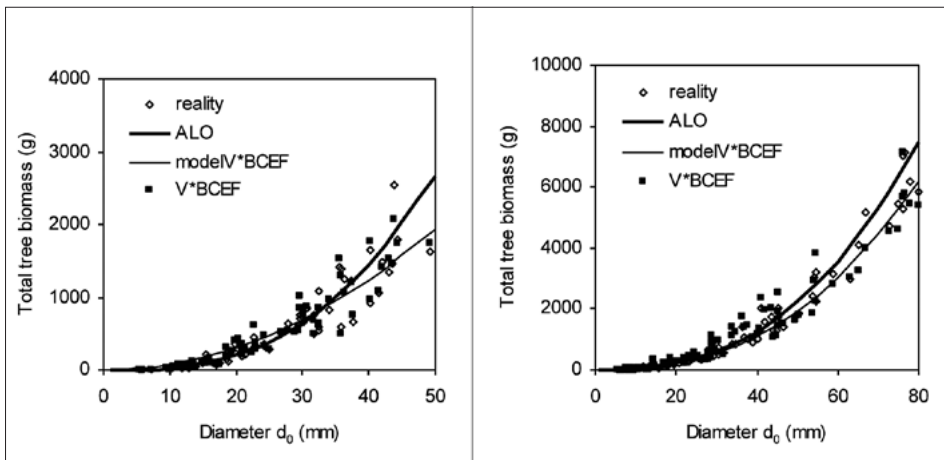 4000
3000
2000
1000
0
Total tree biomass (g)
reality
ALO
modelV*BCEF
V*BCEF
0 10 20 30 40 50
Diameter d0 (mm)
10000
8000
6000
4000
2000
0
Total tree biomass (g)
reality
ALO
modelV*BCEF
V*BCEF
0 20 40 60 80
Diameter d0 (mm)